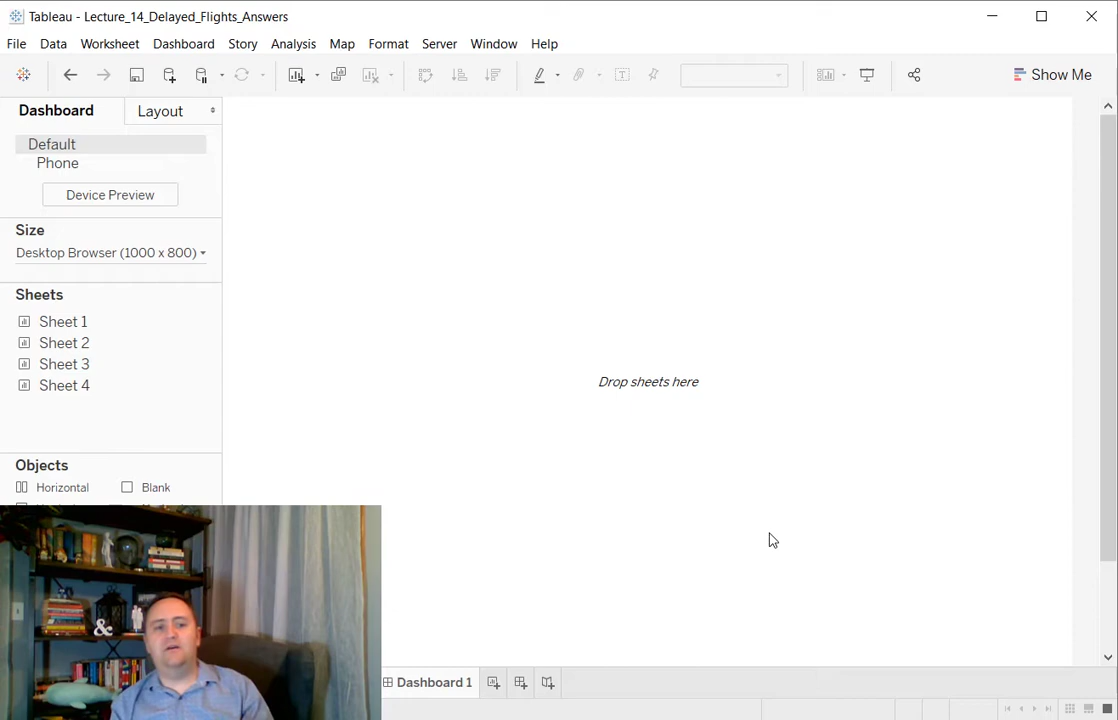 Tableau - Lecture_14_Delayed_Flights_Answers
File Data Worksheet Dashboard Story Analysis Map Format Server Window Help
Show Me
Dashboard Layout
Default
Phone
Device Preview
Size
Desktop Browser (1000 x 800)
Sheets
Sheet 1
Sheet 2
Sheet 3
Sheet 4
Drop sheets here
Objects
Horizontal Blank
&
Dashboard 1